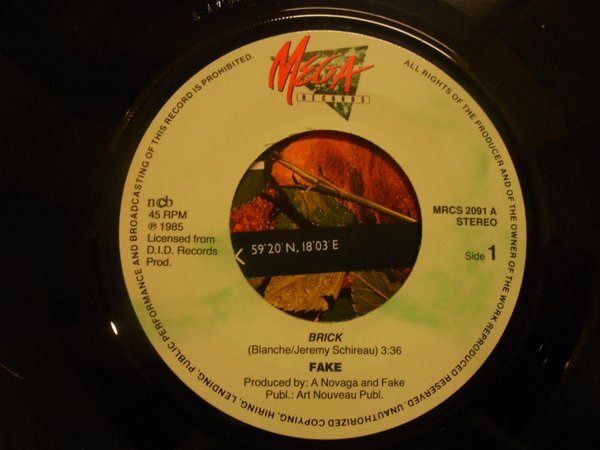 MEGA
RECORDS
ALL RIGHTS OF THE PRODUCER AND OF THE OWNER OF THE WORK REPRODUCED RESERVED. UNAUTHORIZED COPYING, HIRING, LENDING, PUBLIC PERFORMANCE AND BROADCASTING OF THIS RECORD IS PROHIBITED.
ncb
45 RPM
℗ 1985
Licensed from
D.I.D. Records
Prod.
MRCS 2091 A
STEREO
Side 1
K 59°20' N, 18°03' E
BRICK
(Blanche/Jeremy Schireau) 3:36
FAKE
Produced by: A Novaga and Fake
Publ.: Art Nouveau Publ.